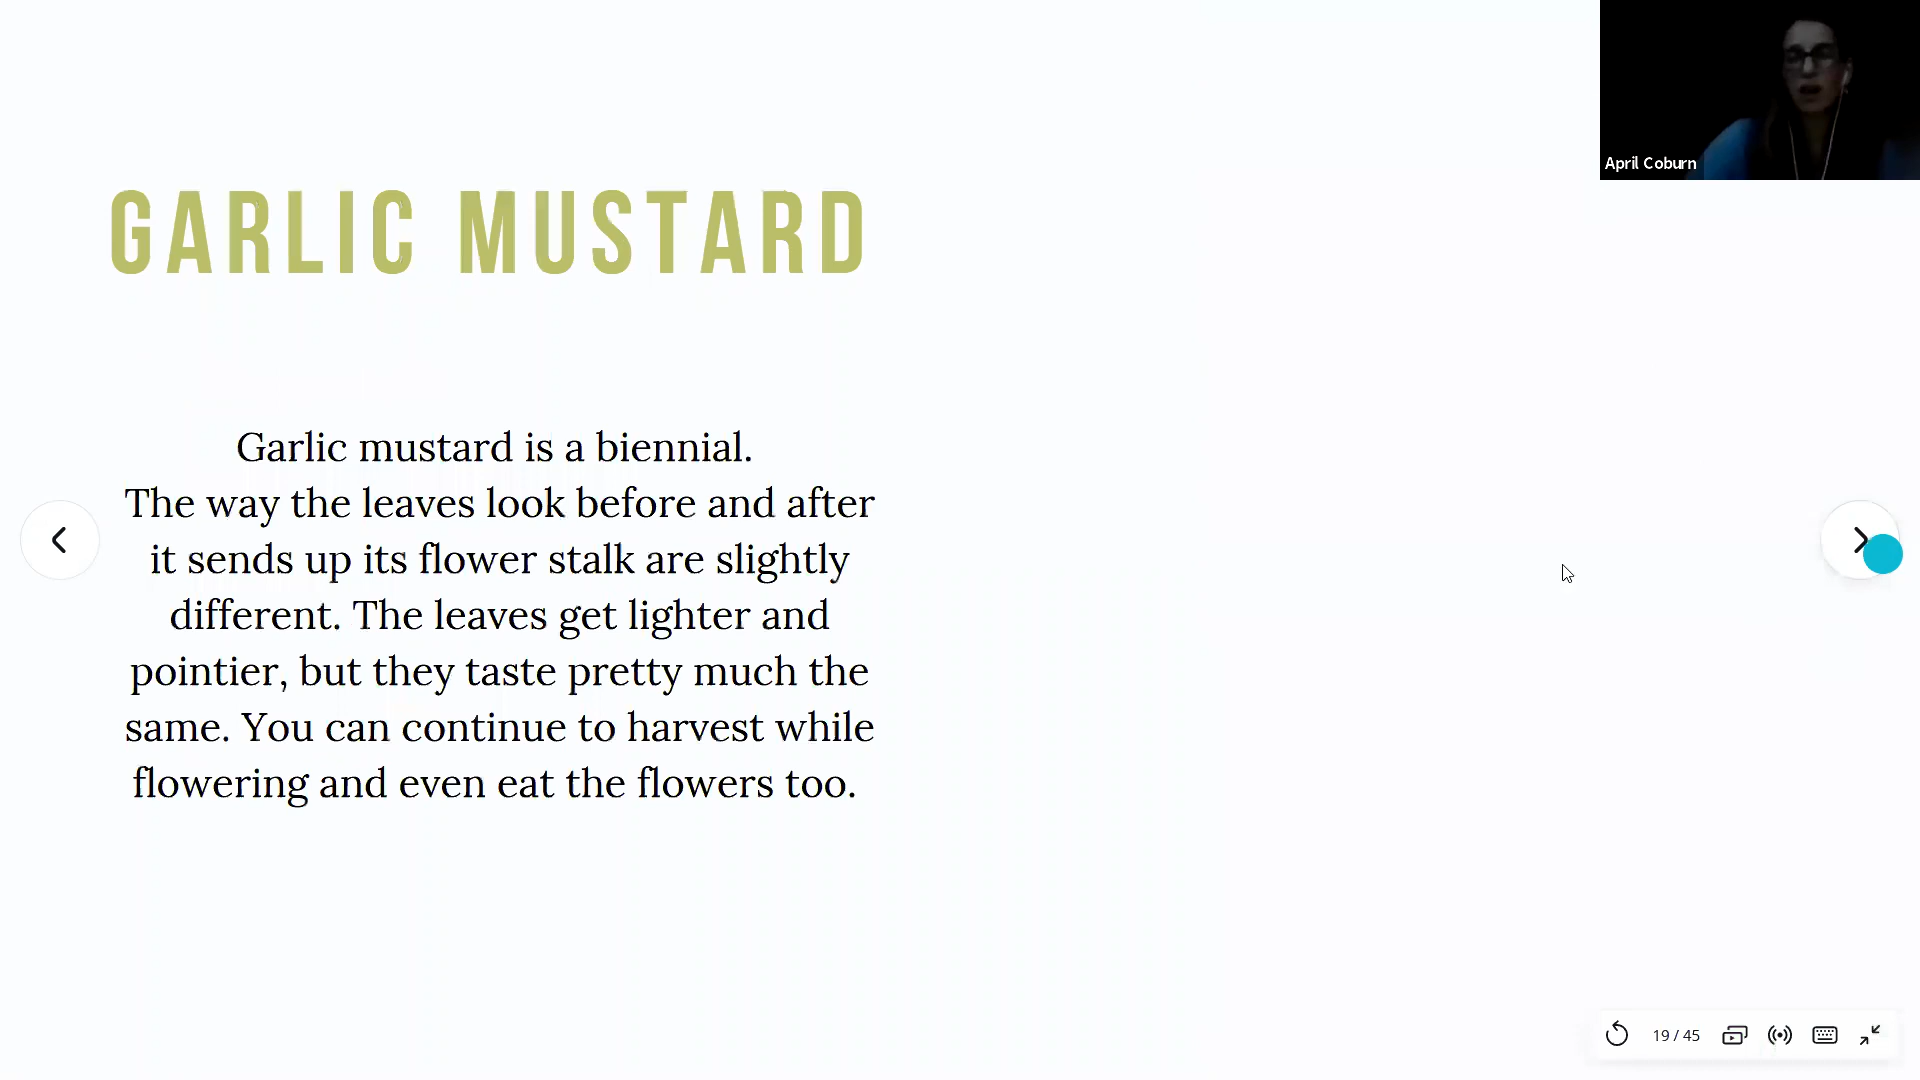 GARLIC MUSTARD
Garlic mustard is a biennial.
The way the leaves look before and after
it sends up its flower stalk are slightly
different. The leaves get lighter and
pointier, but they taste pretty much the
same. You can continue to harvest while
flowering and even eat the flowers too.
April Coburn
19 / 45